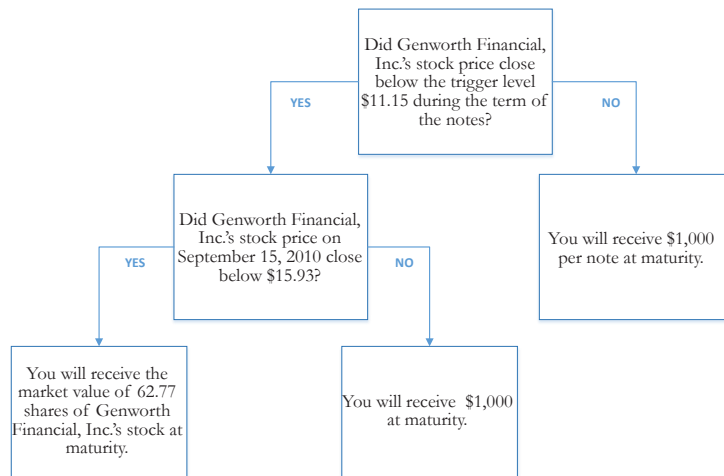 Did Genworth Financial,
Inc.'s stock price close
below the trigger level
$11.15 during the term of
the notes?
YES
NO
Did Genworth Financial,
Inc.'s stock price on
September 15, 2010 close
below $15.93?
You will receive $1,000
per note at maturity.
YES
NO
You will receive the
market value of 62.77
shares of Genworth
Financial, Inc.'s stock at
maturity.
You will receive  $1,000
at maturity.